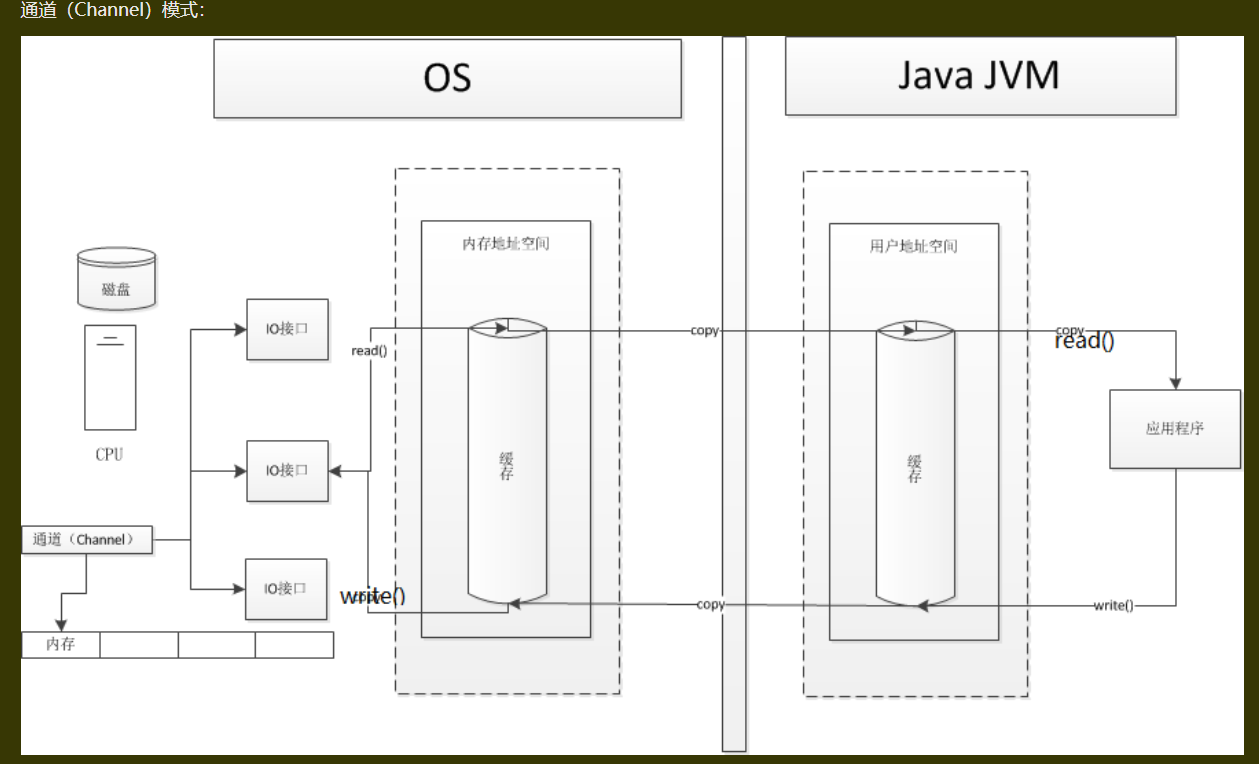 通道（Channel）模式：
OS
Java JVM
内存地址空间
用户地址空间
磁盘
IO接口
read()
copy
copy
read()
CPU
IO接口
缓存
缓存
应用程序
通道（Channel）
IO接口
write()
copy
copy
write()
内存